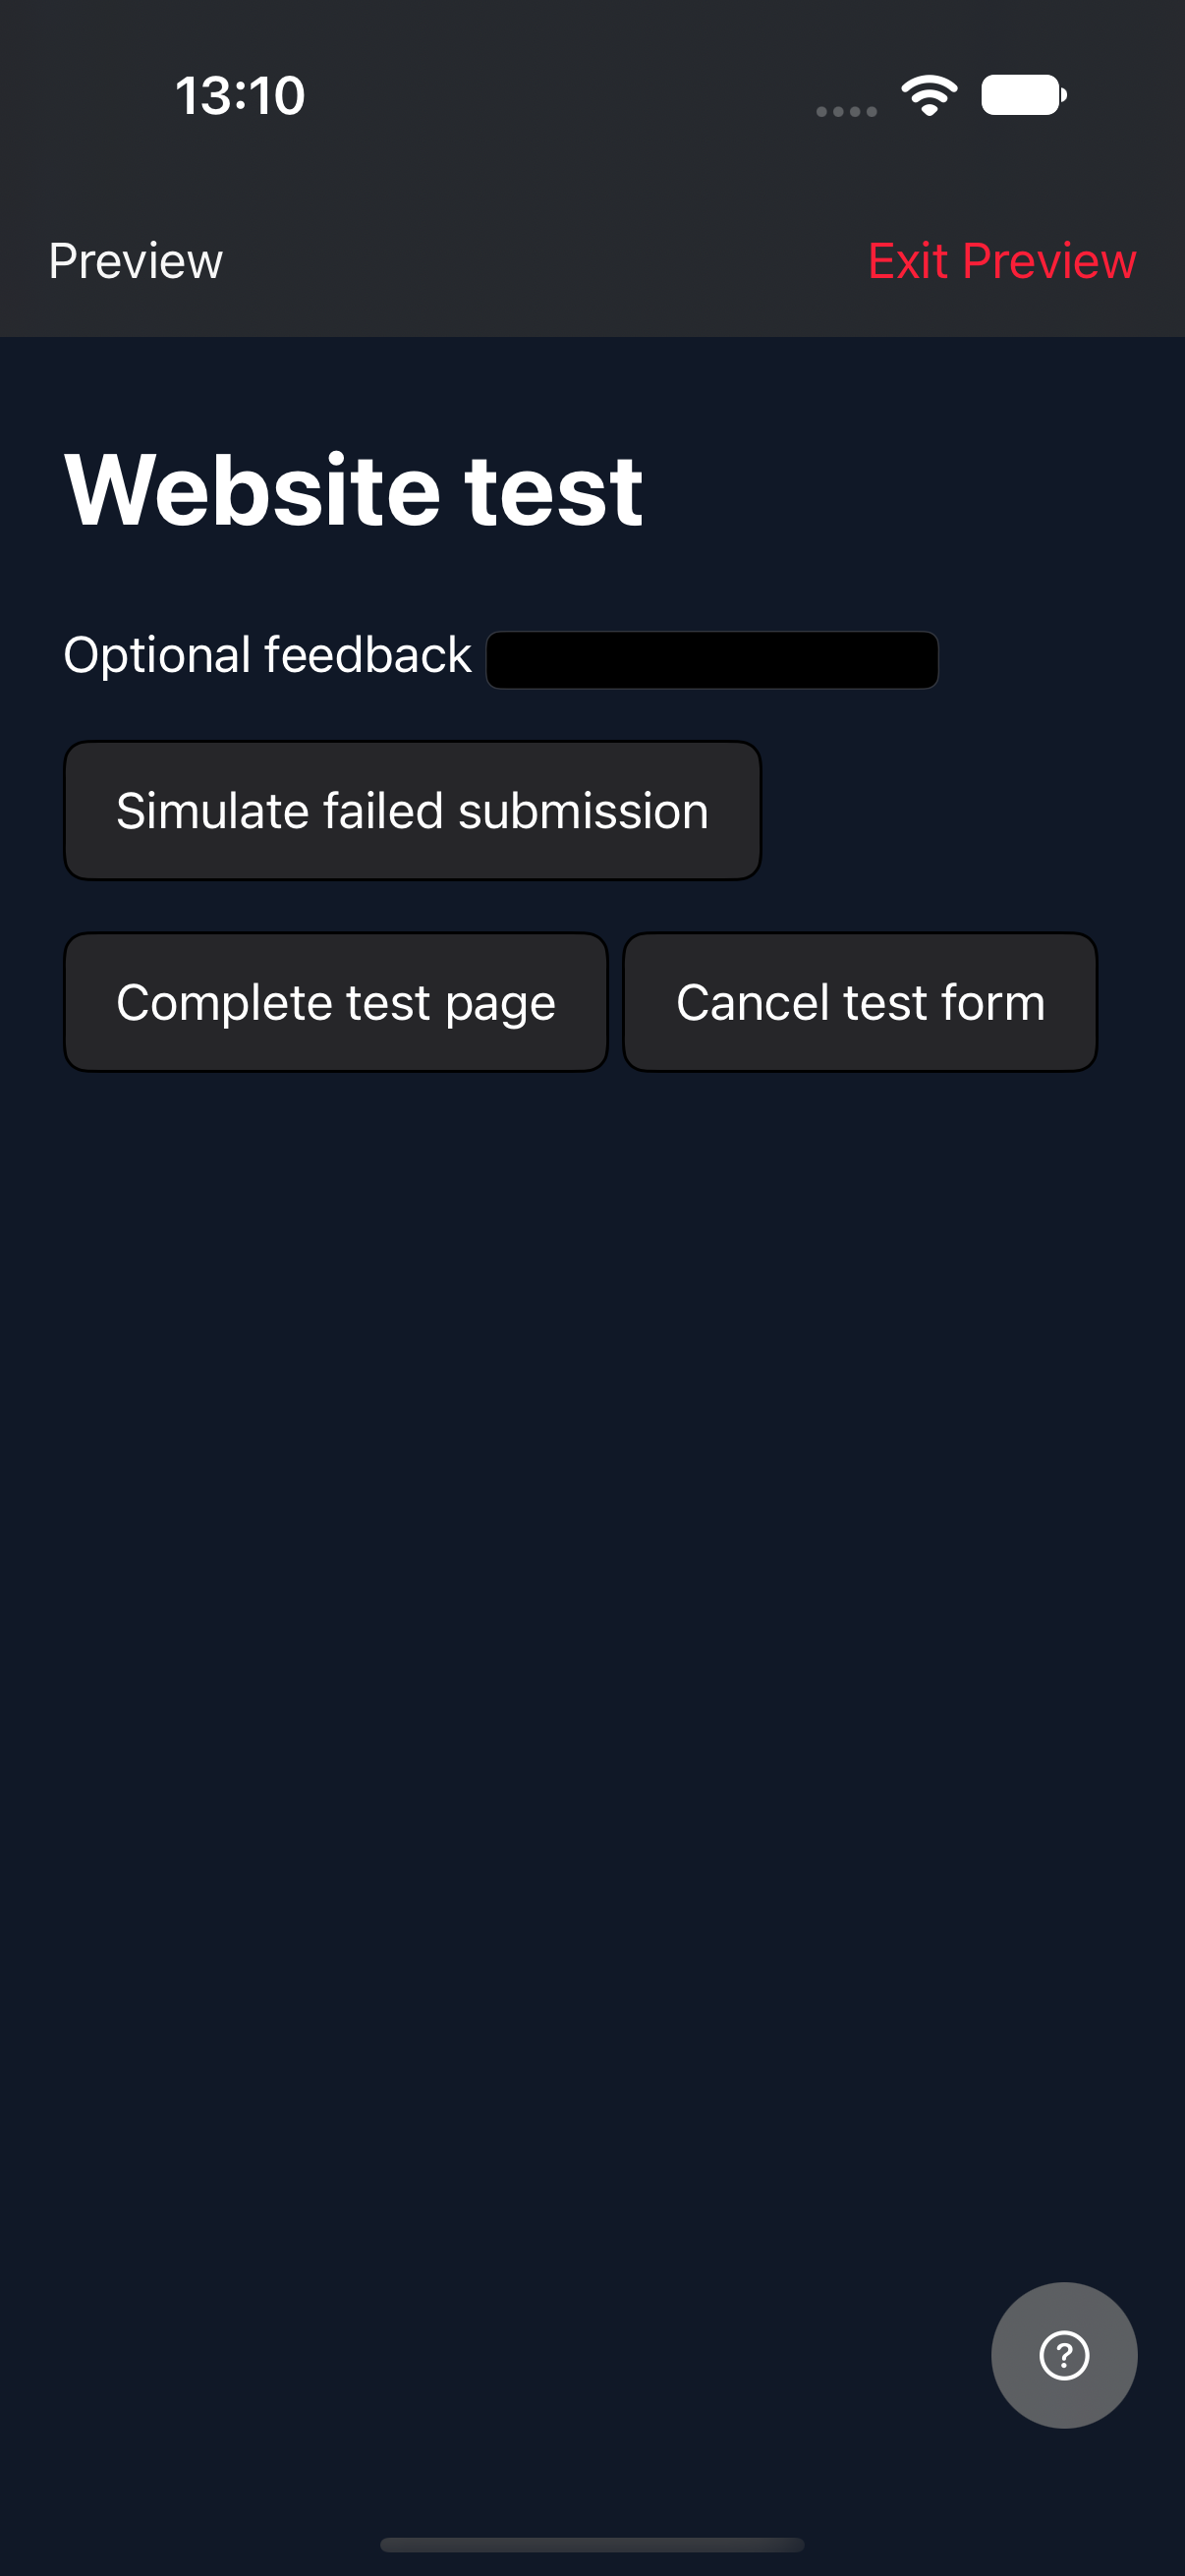 13:10
Preview Exit Preview
Website test
Optional feedback
Simulate failed submission
Complete test page Cancel test form
?